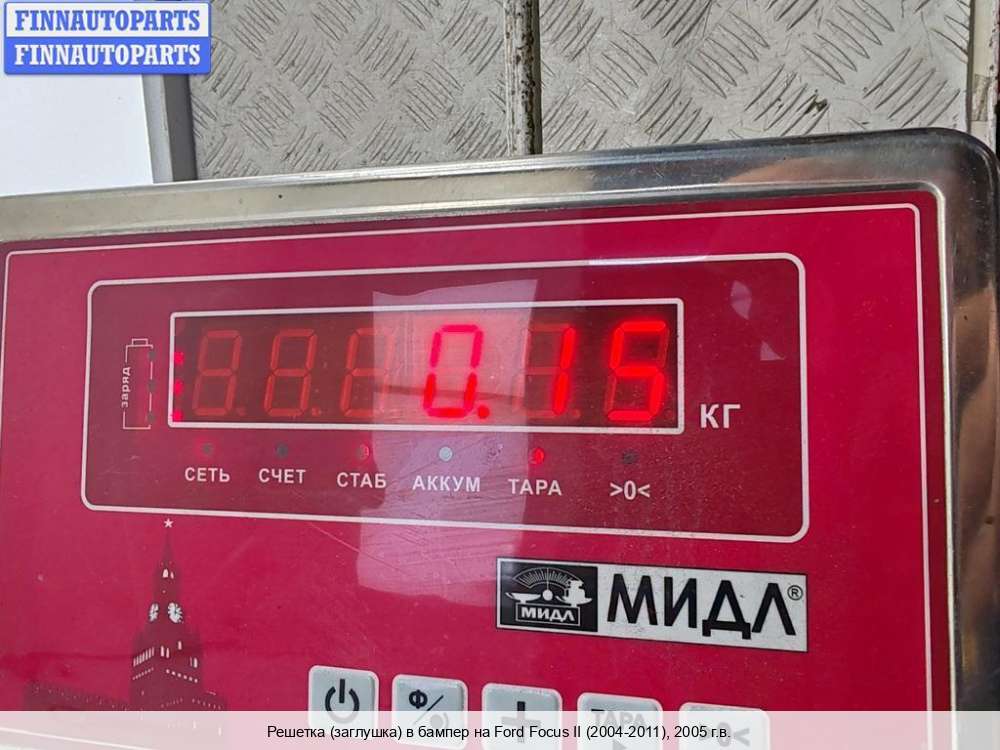 FINNAUTOPARTS
FINNAUTOPARTS
заряд
0.15
КГ
СЕТЬ СЧЕТ СТАБ АККУМ ТАРА >0<
МИДЛ МИДЛ®
Ф
ТАРА
Решетка (заглушка) в бампер на Ford Focus II (2004-2011), 2005 г.в.